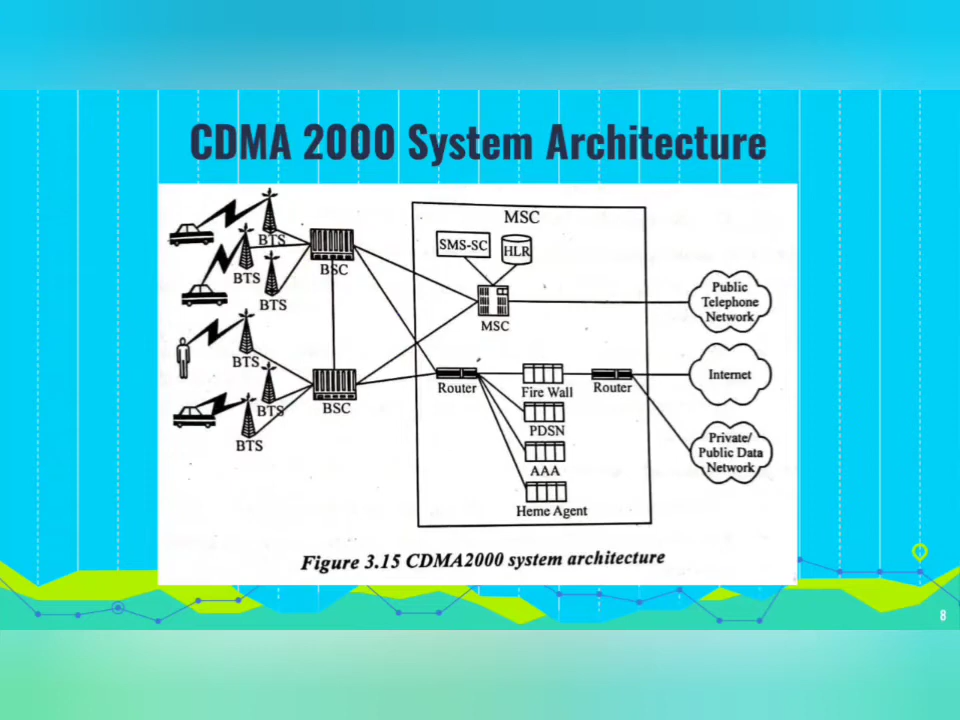 CDMA 2000 System Architecture
MSC
SMS-SC
HLR
BTS
BSC
BTS
BTS
MSC
Public
Telephone
Network
BTS
BTS
BTS
BSC
Router
Fire Wall
Router
Internet
PDSN
AAA
Heme Agent
Private/
Public Data
Network
Figure 3.15 CDMA2000 system architecture
8